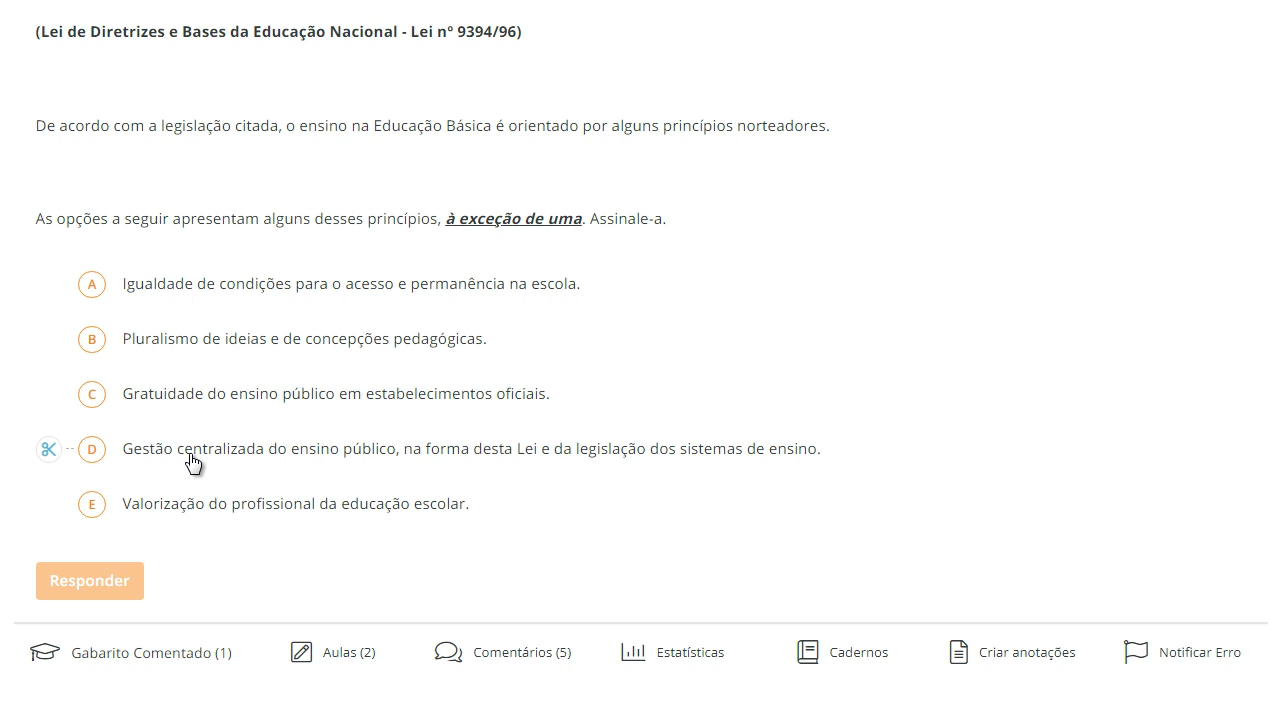 (Lei de Diretrizes e Bases da Educação Nacional - Lei nº 9394/96)
De acordo com a legislação citada, o ensino na Educação Básica é orientado por alguns princípios norteadores.
As opções a seguir apresentam alguns desses princípios, à exceção de uma. Assinale-a.
A Igualdade de condições para o acesso e permanência na escola.
B Pluralismo de ideias e de concepções pedagógicas.
C Gratuidade do ensino público em estabelecimentos oficiais.
D Gestão centralizada do ensino público, na forma desta Lei e da legislação dos sistemas de ensino.
E Valorização do profissional da educação escolar.
Responder
Gabarito Comentado (1) Aulas (2) Comentários (5) Estatísticas Cadernos Criar anotações Notificar Erro